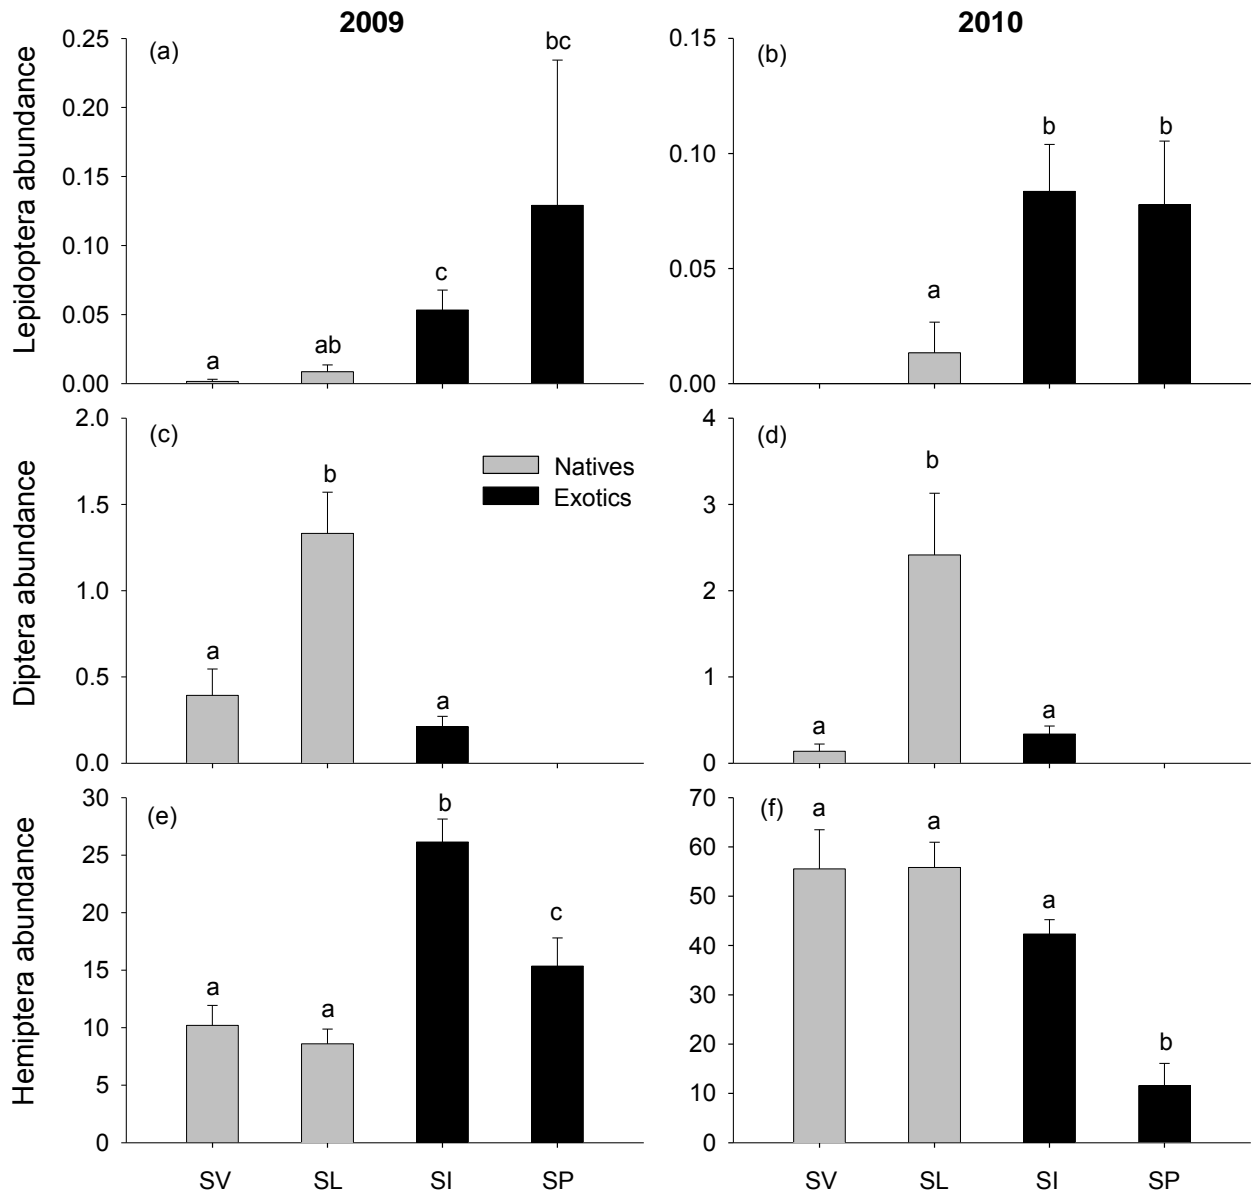 2009
2010
Lepidoptera abundance
0.25
0.20
0.15
0.10
0.05
0.00
(a)
a
ab
c
bc
0.15
0.10
0.05
0.00
(b)
a
b
b
Diptera abundance
2.0
1.5
1.0
0.5
0.0
(c)
a
b
a
Natives
Exotics
4
3
2
1
0
(d)
a
b
a
Hemiptera abundance
30
25
20
15
10
5
0
(e)
a
a
b
c
SV SL SI SP
70
60
50
40
30
20
10
0
(f)
a
a
a
b
SV SL SI SP